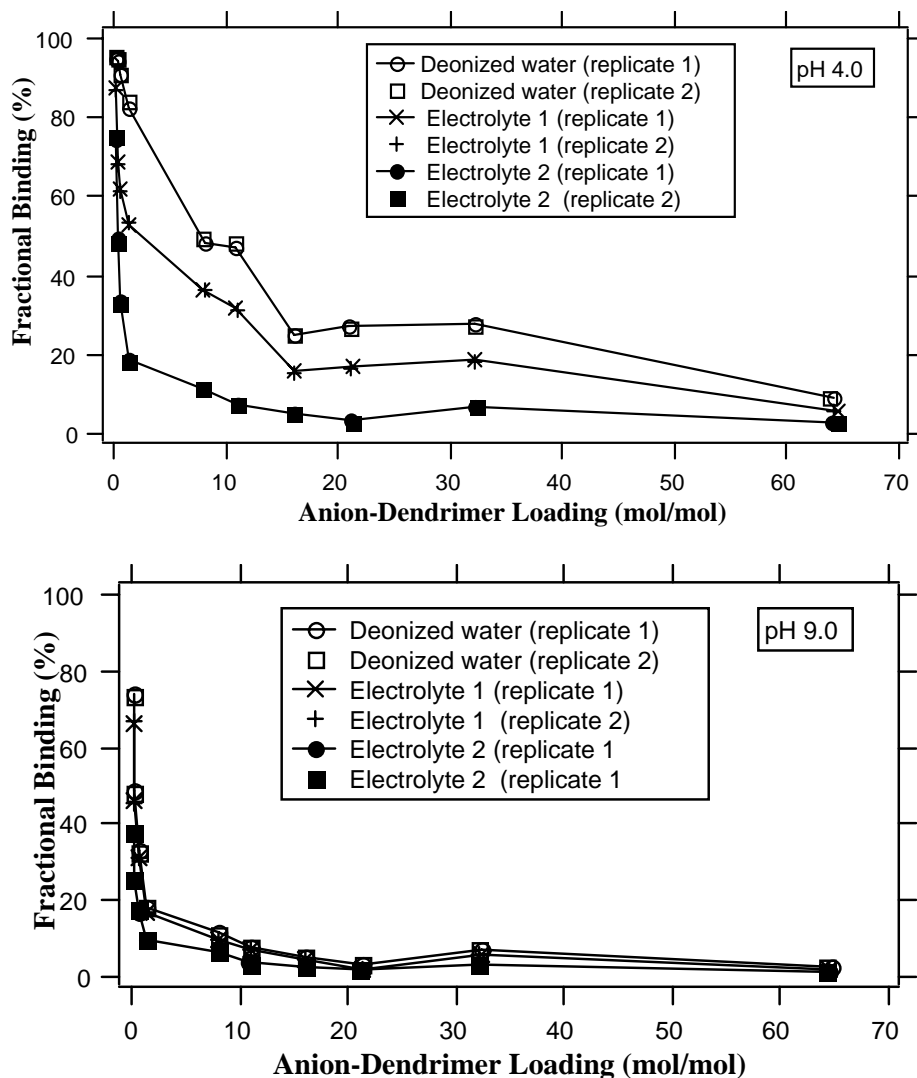 100
80
60
40
20
0
Fractional Binding (%)
Deonized water (replicate 1)
Deonized water (replicate 2)
Electrolyte 1 (replicate 1)
Electrolyte 1 (replicate 2)
Electrolyte 2 (replicate 1)
Electrolyte 2 (replicate 2)
pH 4.0
0 10 20 30 40 50 60 70
Anion-Dendrimer Loading (mol/mol)
100
80
60
40
20
0
Fractional Binding (%)
Deonized water (replicate 1)
Deonized water (replicate 2)
Electrolyte 1 (replicate 1)
Electrolyte 1 (replicate 2)
Electrolyte 2 (replicate 1
Electrolyte 2 (replicate 1
pH 9.0
0 10 20 30 40 50 60 70
Anion-Dendrimer Loading (mol/mol)